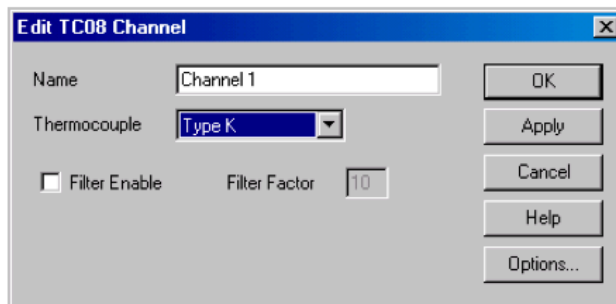 Edit TC08 Channel
Name Channel 1 OK
Thermocouple Type K Apply
Filter Enable Filter Factor 10 Cancel
Help
Options...